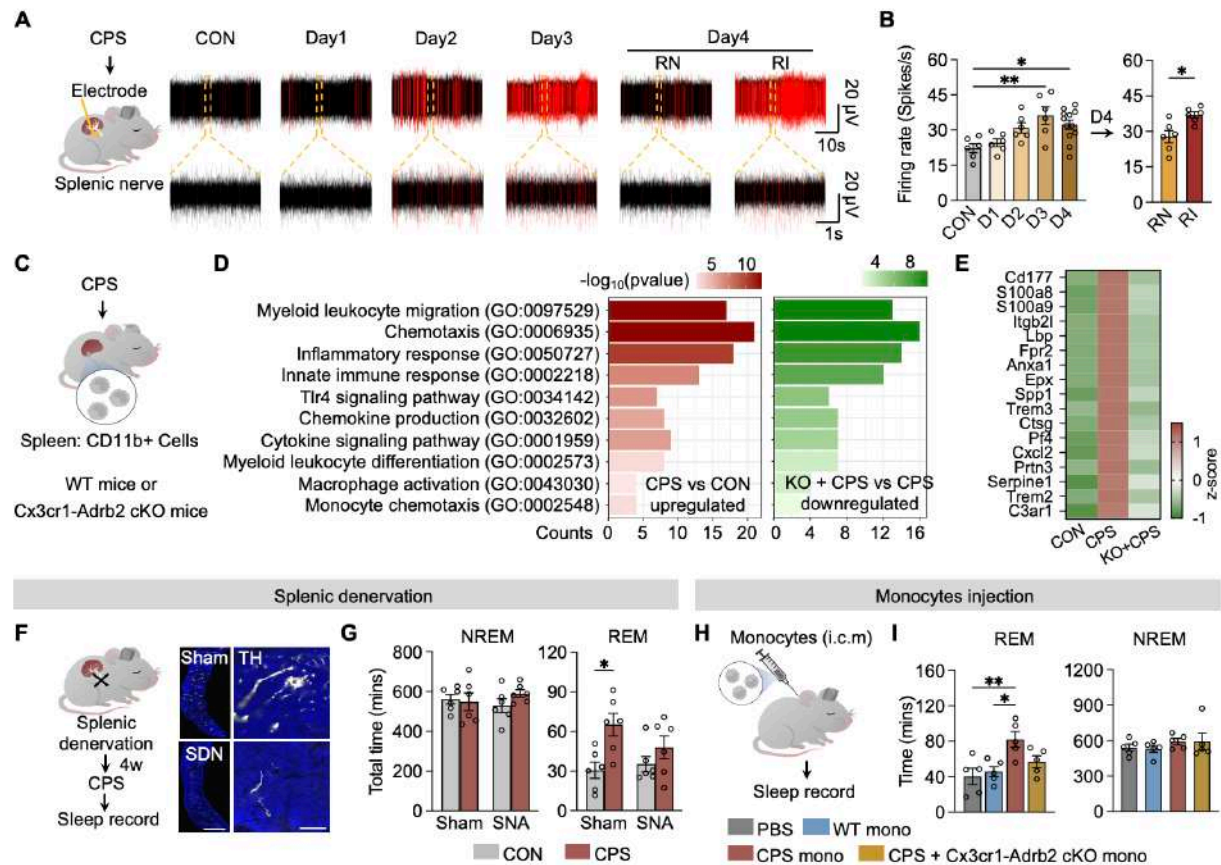 A
CPS
Electrode
Splenic nerve
CON
Day1
Day2
Day3
Day4
RN
RI
20 µV
10s
20 µV
1s
B
Firing rate (Spikes/s)
60
45
30
15
0
*
**
CON
D1
D2
D3
D4
D4
60
45
30
15
0
*
RN
RI
C
CPS
Spleen: CD11b+ Cells
WT mice or
Cx3cr1-Adrb2 cKO mice
D
-log10(pvalue)
5 10
4 8
Myeloid leukocyte migration (GO:0097529)
Chemotaxis (GO:0006935)
Inflammatory response (GO:0050727)
Innate immune response (GO:0002218)
Tlr4 signaling pathway (GO:0034142)
Chemokine production (GO:0032602)
Cytokine signaling pathway (GO:0001959)
Myeloid leukocyte differentiation (GO:0002573)
Macrophage activation (GO:0043030)
Monocyte chemotaxis (GO:0002548)
CPS vs CON
upregulated
KO + CPS vs CPS
downregulated
Counts
0 5 10 15 20
0 4 8 12 16
E
Cd177
S100a8
S100a9
Itgb2l
Lbp
Fpr2
Anxa1
Epx
Spp1
Trem3
Ctsg
Pf4
Cxcl2
Prtn3
Serpine1
Trem2
C3ar1
CON
CPS
KO+CPS
1
0
-1
z-score
Splenic denervation
Monocytes injection
F
Splenic
denervation
4w
CPS
Sleep record
Sham
TH
SDN
G
NREM
Total time (mins)
800
600
400
200
0
Sham SNA
REM
120
90
60
30
0
*
Sham SNA
CON
CPS
H
Monocytes (i.c.m)
Sleep record
I
REM
Time (mins)
160
120
80
40
0
**
*
NREM
1200
900
600
300
0
PBS
WT mono
CPS mono
CPS + Cx3cr1-Adrb2 cKO mono